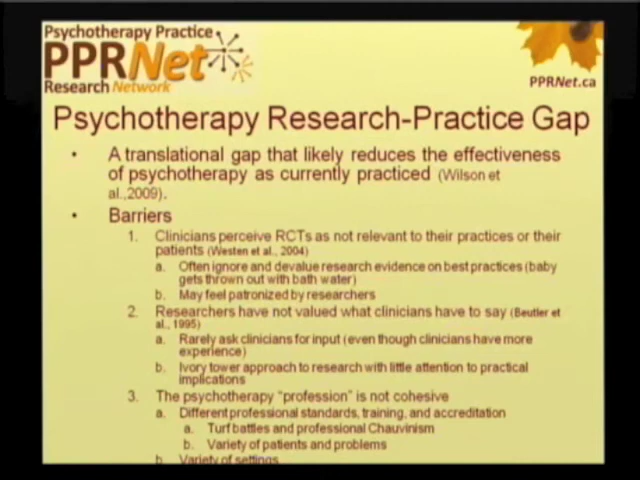 Psychotherapy Practice
PPRNet
Research Network
PPRNet.ca
Psychotherapy Research-Practice Gap
• A translational gap that likely reduces the effectiveness
of psychotherapy as currently practiced (Wilson et
al.,2009).
• Barriers
1. Clinicians perceive RCTs as not relevant to their practices or their
patients (Westen et al., 2004)
a. Often ignore and devalue research evidence on best practices (baby
gets thrown out with bath water)
b. May feel patronized by researchers
2. Researchers have not valued what clinicians have to say (Beutler et
al., 1995)
a. Rarely ask clinicians for input (even though clinicians have more
experience)
b. Ivory tower approach to research with little attention to practical
implications
3. The psychotherapy “profession” is not cohesive
a. Different professional standards, training, and accreditation
a. Turf battles and professional Chauvinism
b. Variety of patients and problems
b. Variety of settings